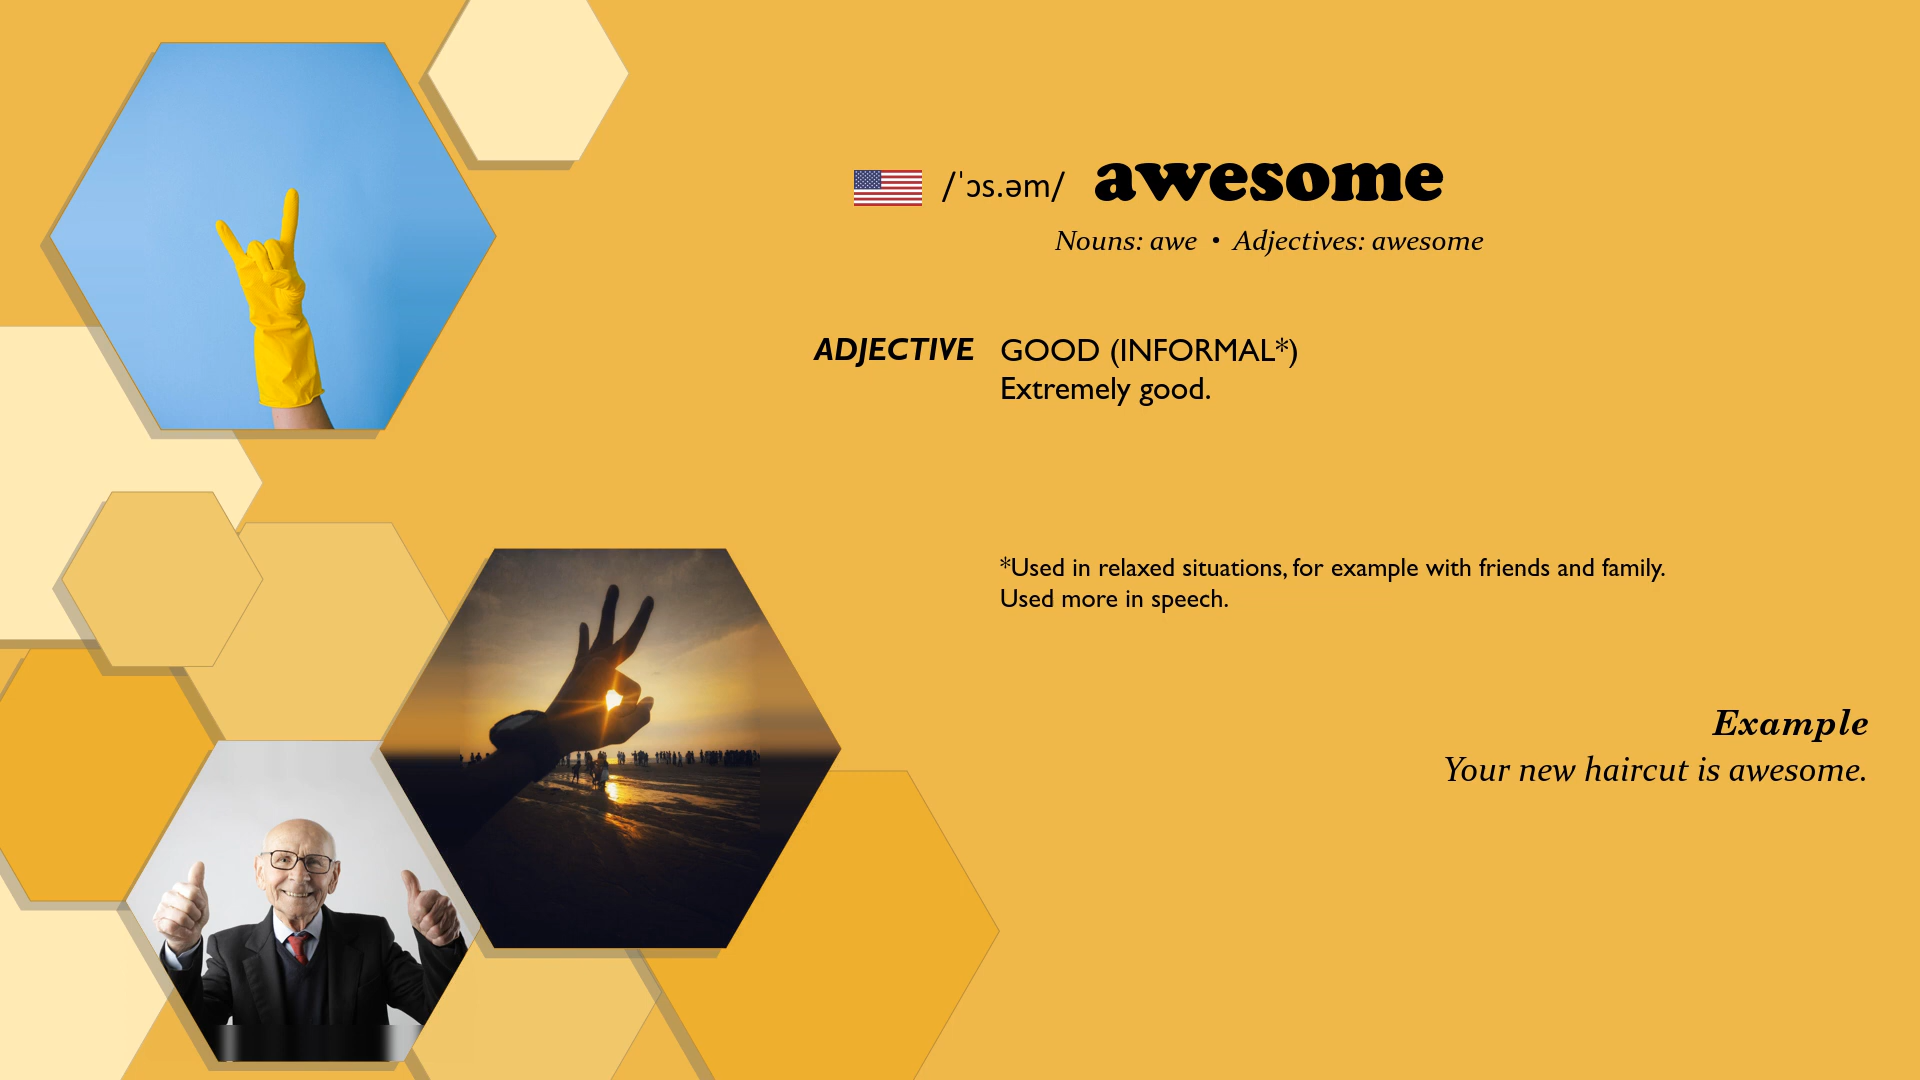 /ˈɔs.əm/ awesome
Nouns: awe • Adjectives: awesome
ADJECTIVE GOOD (INFORMAL*)
Extremely good.
*Used in relaxed situations, for example with friends and family.
Used more in speech.
Example
Your new haircut is awesome.